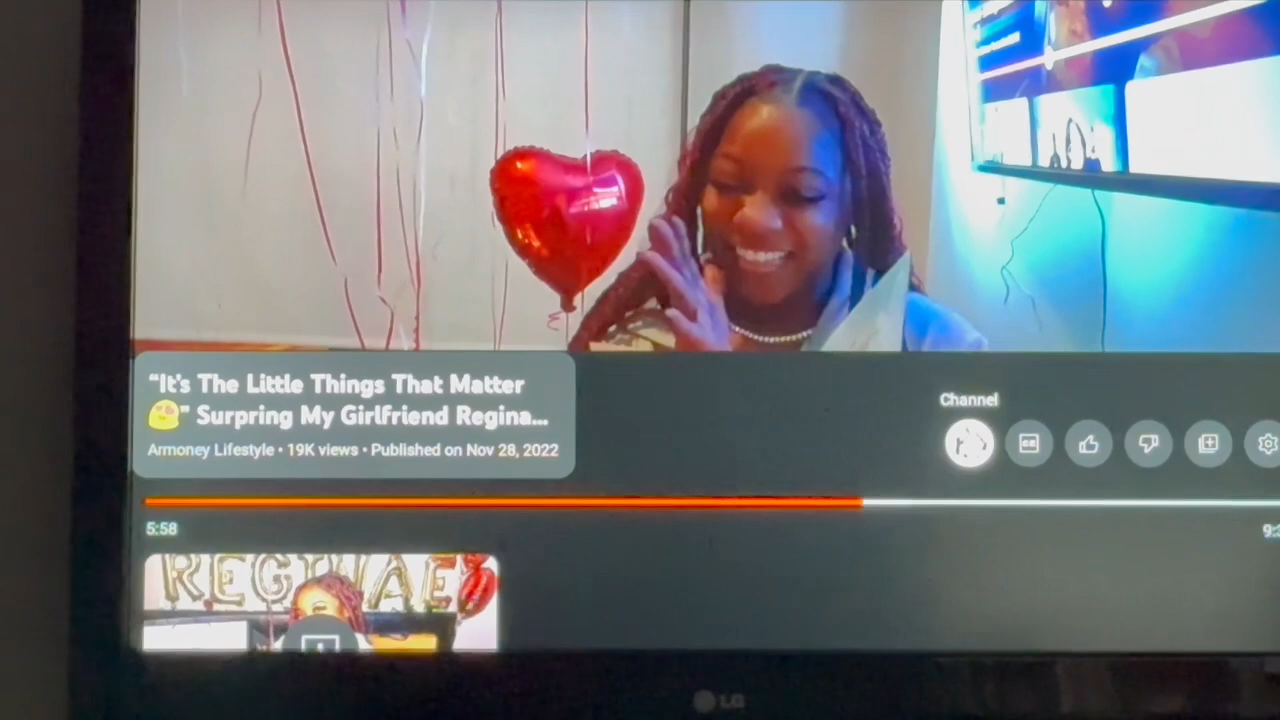 “It's The Little Things That Matter
😍" Surpring My Girlfriend Regina...
Armoney Lifestyle • 19K views • Published on Nov 28, 2022
Channel
CC
5:58
REGINAE
LG